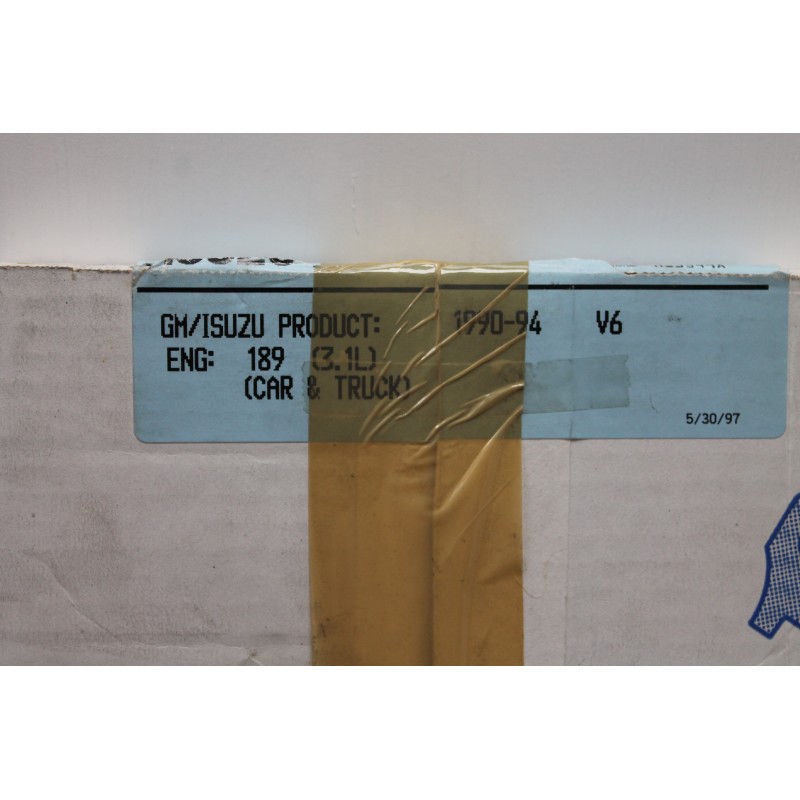 GM/ISUZU PRODUCT: 1990-94 V6
ENG: 189 (3.1L)
(CAR & TRUCK)
5/30/97